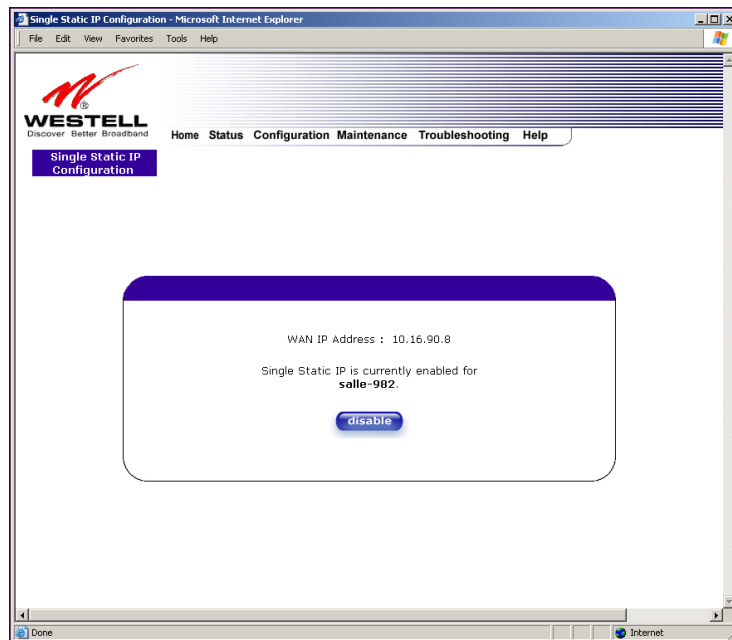 Single Static IP Configuration - Microsoft Internet Explorer
File Edit View Favorites Tools Help
WESTELL
®
Discover Better Broadband
Home Status Configuration Maintenance Troubleshooting Help
Single Static IP
Configuration
WAN IP Address : 10.16.90.8
Single Static IP is currently enabled for
salle-982.
disable
Done
Internet